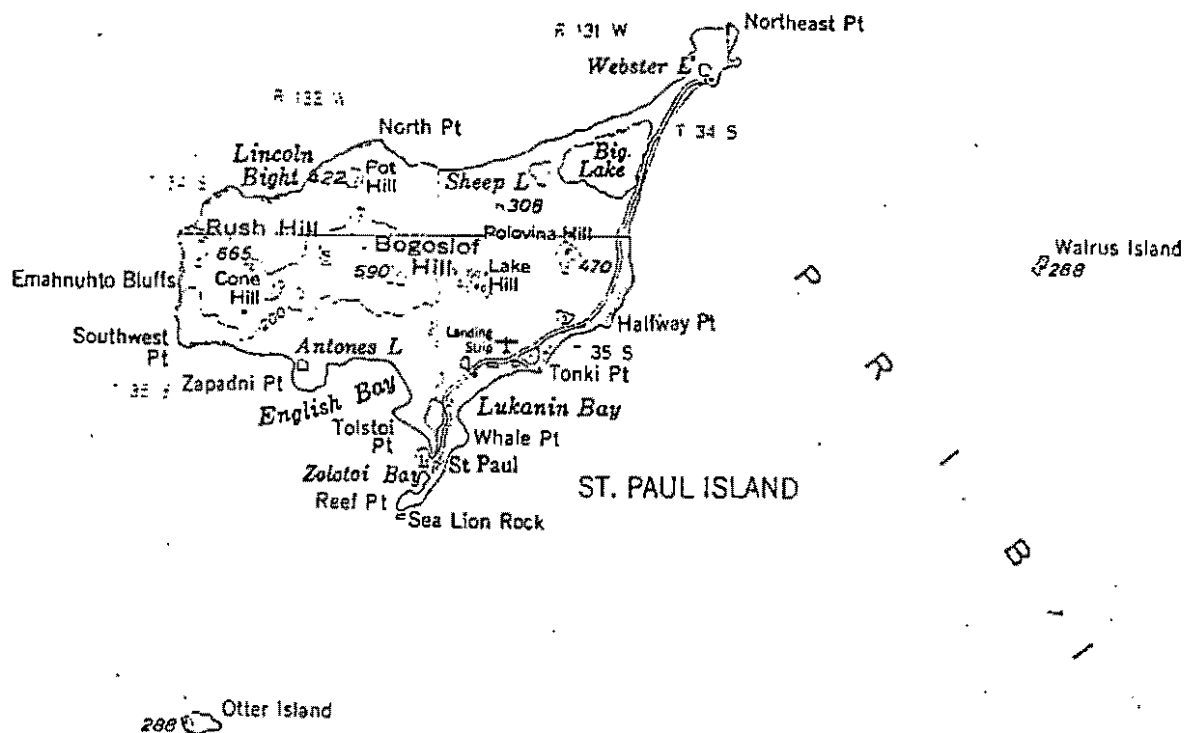 Northeast Pt
R 131 W
Webster L
R 132 W
North Pt
T 34 S
Lincoln
Bight
622
Pot
Hill
Sheep L
Big
Lake
308
Rush Hill
Polovina Hill
Bogoslof
Hill
665
590
Lake
Hill
470
Walrus Island
288
Emahnuhto Bluffs
Cone
Hill
200
Halfway Pt
Southwest
Pt
Landing
Strip
35 S
Antones L
Tonki Pt
Zapadni Pt
English Bay
Lukanin Bay
Tolstoi
Pt
Whale Pt
St Paul
Zolotoi Bay
Reef Pt
Sea Lion Rock
ST. PAUL ISLAND
P R I B I
Otter Island
288